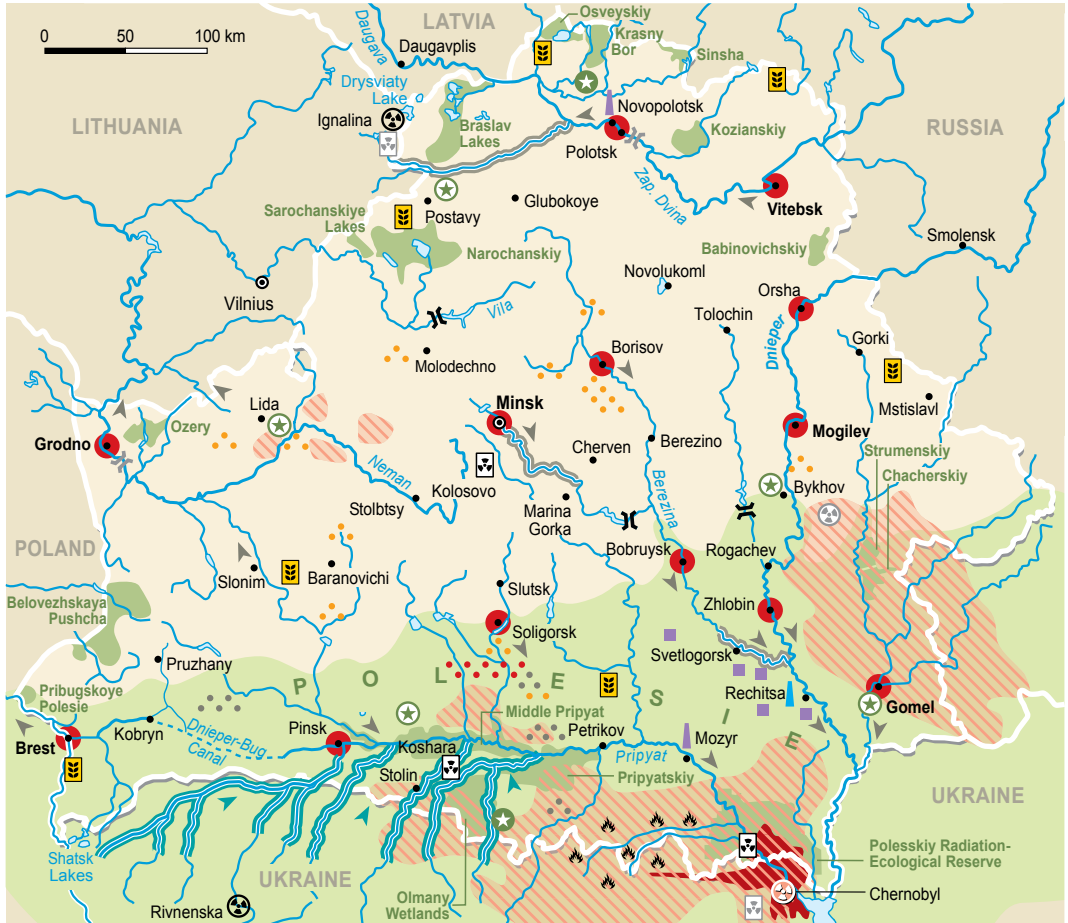 LATVIA
Osveyskiy
Krasny
Bor
Sinsha
0 50 100 km
Daugava
Daugavplis
Drysviaty
Lake
Ignalina
LITHUANIA
Braslav
Lakes
Novopolotsk
Polotsk
Kozianskiy
RUSSIA
Zap. Dvina
Vitebsk
Postavy
Glubokoye
Sarochanskiye
Lakes
Narochanskiy
Babinovichskiy
Smolensk
Vilnius
Novolukoml
Orsha
Vila
Tolochin
Dnieper
Gorki
Molodechno
Borisov
Mstislavl
Lida
Minsk
Ozery
Grodno
Mogilev
Cherven
Berezino
Strumenskiy
Chacherskiy
Neman
Kolosovo
Stolbtsy
Marina
Gorka
Berezina
Bykhov
POLAND
Slonim
Baranovichi
Bobruysk
Rogachev
Slutsk
Belovezhskaya
Pushcha
Zhlobin
Soligorsk
Svetlogorsk
Pruzhany
POLESIE
Rechitsa
Gomel
Pribugskoye
Polesie
Middle Pripyat
Brest
Kobryn
Dnieper-Bug
Canal
Pinsk
Koshara
Petrikov
Pripyat
Mozyr
Stolin
Pripyatskiy
UKRAINE
Shatsk
Lakes
UKRAINE
Olmany
Wetlands
Polesskiy Radiation-
Ecological Reserve
Rivnenska
Chernobyl